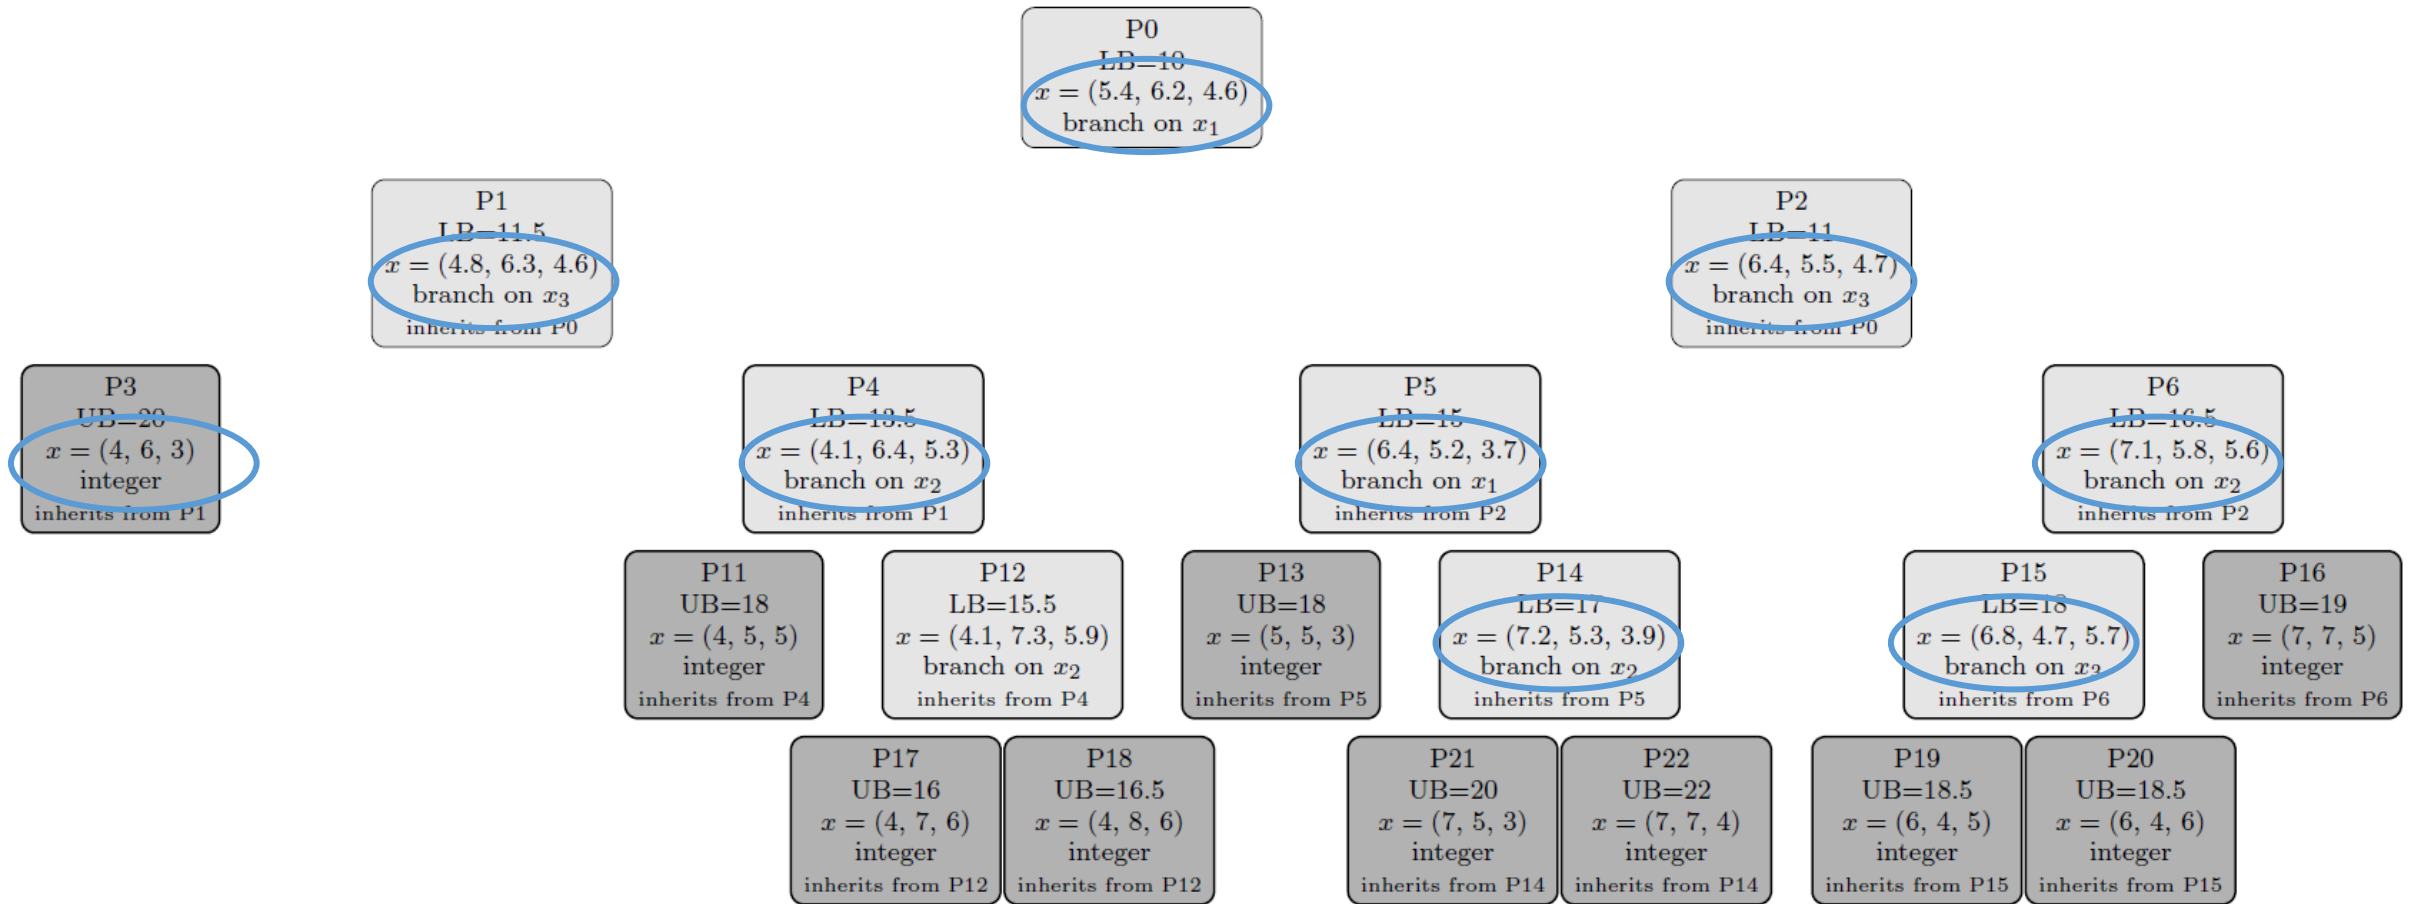 P0
LB=10
x = (5.4, 6.2, 4.6)
branch on x₁
P1
LB=11.5
x = (4.8, 6.3, 4.6)
branch on x₃
inherits from P0
P2
LB=11
x = (6.4, 5.5, 4.7)
branch on x₃
inherits from P0
P3
UB=20
x = (4, 6, 3)
integer
inherits from P1
P4
LB=13.5
x = (4.1, 6.4, 5.3)
branch on x₂
inherits from P1
P5
LB=15
x = (6.4, 5.2, 3.7)
branch on x₁
inherits from P2
P6
LB=16.5
x = (7.1, 5.8, 5.6)
branch on x₂
inherits from P2
P11
UB=18
x = (4, 5, 5)
integer
inherits from P4
P12
LB=15.5
x = (4.1, 7.3, 5.9)
branch on x₂
inherits from P4
P13
UB=18
x = (5, 5, 3)
integer
inherits from P5
P14
LB=17
x = (7.2, 5.3, 3.9)
branch on x₂
inherits from P5
P15
LB=18
x = (6.8, 4.7, 5.7)
branch on x₃
inherits from P6
P16
UB=19
x = (7, 7, 5)
integer
inherits from P6
P17
UB=16
x = (4, 7, 6)
integer
inherits from P12
P18
UB=16.5
x = (4, 8, 6)
integer
inherits from P12
P21
UB=20
x = (7, 5, 3)
integer
inherits from P14
P22
UB=22
x = (7, 7, 4)
integer
inherits from P14
P19
UB=18.5
x = (6, 4, 5)
integer
inherits from P15
P20
UB=18.5
x = (6, 4, 6)
integer
inherits from P15